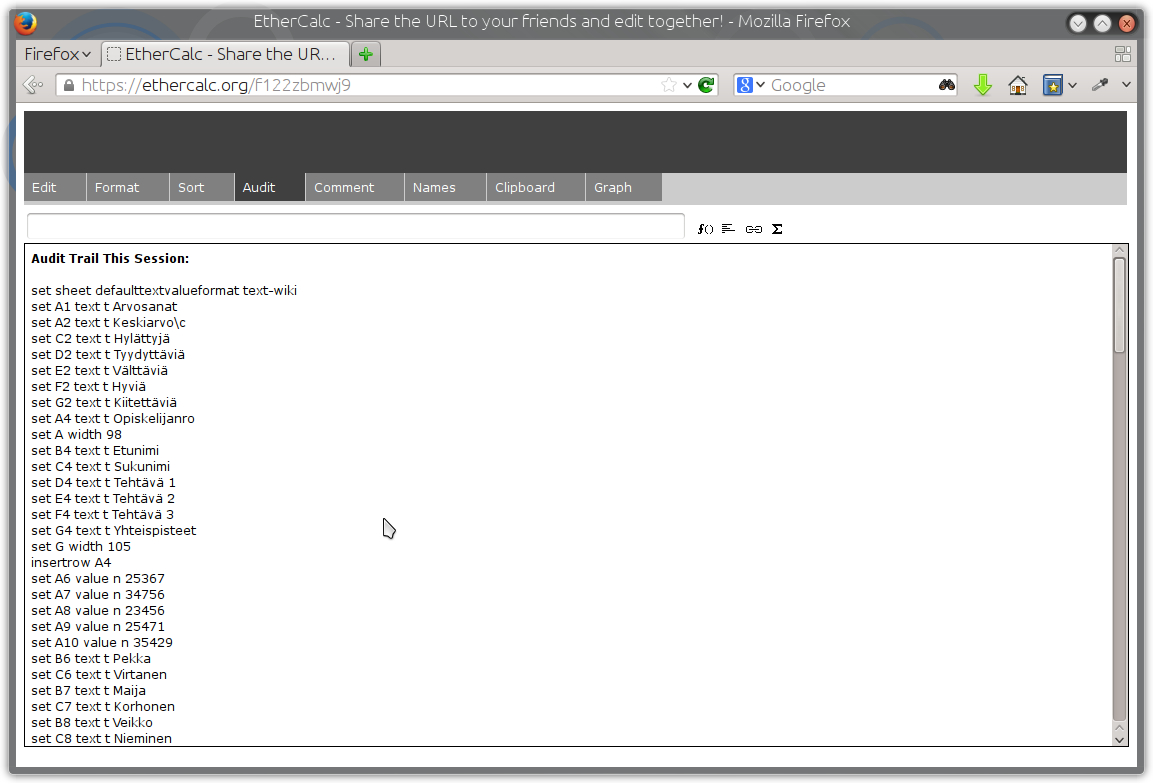 EtherCalc - Share the URL to your friends and edit together! - Mozilla Firefox
Firefox
EtherCalc - Share the UR...
https://ethercalc.org/f122zbmwj9
Google
Edit
Format
Sort
Audit
Comment
Names
Clipboard
Graph
f()
Σ
Audit Trail This Session:
set sheet defaulttextvalueformat text-wiki
set A1 text t Arvosanat
set A2 text t Keskiarvo\c
set C2 text t Hylättyjä
set D2 text t Tyydyttäviä
set E2 text t Välttäviä
set F2 text t Hyviä
set G2 text t Kiitettäviä
set A4 text t Opiskelijanro
set A width 98
set B4 text t Etunimi
set C4 text t Sukunimi
set D4 text t Tehtävä 1
set E4 text t Tehtävä 2
set F4 text t Tehtävä 3
set G4 text t Yhteispisteet
set G width 105
insertrow A4
set A6 value n 25367
set A7 value n 34756
set A8 value n 23456
set A9 value n 25471
set A10 value n 35429
set B6 text t Pekka
set C6 text t Virtanen
set B7 text t Maija
set C7 text t Korhonen
set B8 text t Veikko
set C8 text t Nieminen